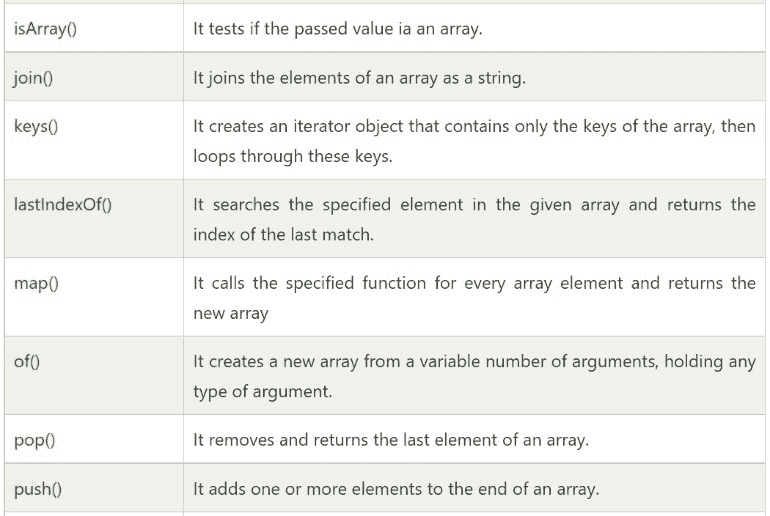 isArray() It tests if the passed value ia an array.
join() It joins the elements of an array as a string.
keys() It creates an iterator object that contains only the keys of the array, then
loops through these keys.
lastIndexOf() It searches the specified element in the given array and returns the
index of the last match.
map() It calls the specified function for every array element and returns the
new array
of() It creates a new array from a variable number of arguments, holding any
type of argument.
pop() It removes and returns the last element of an array.
push() It adds one or more elements to the end of an array.